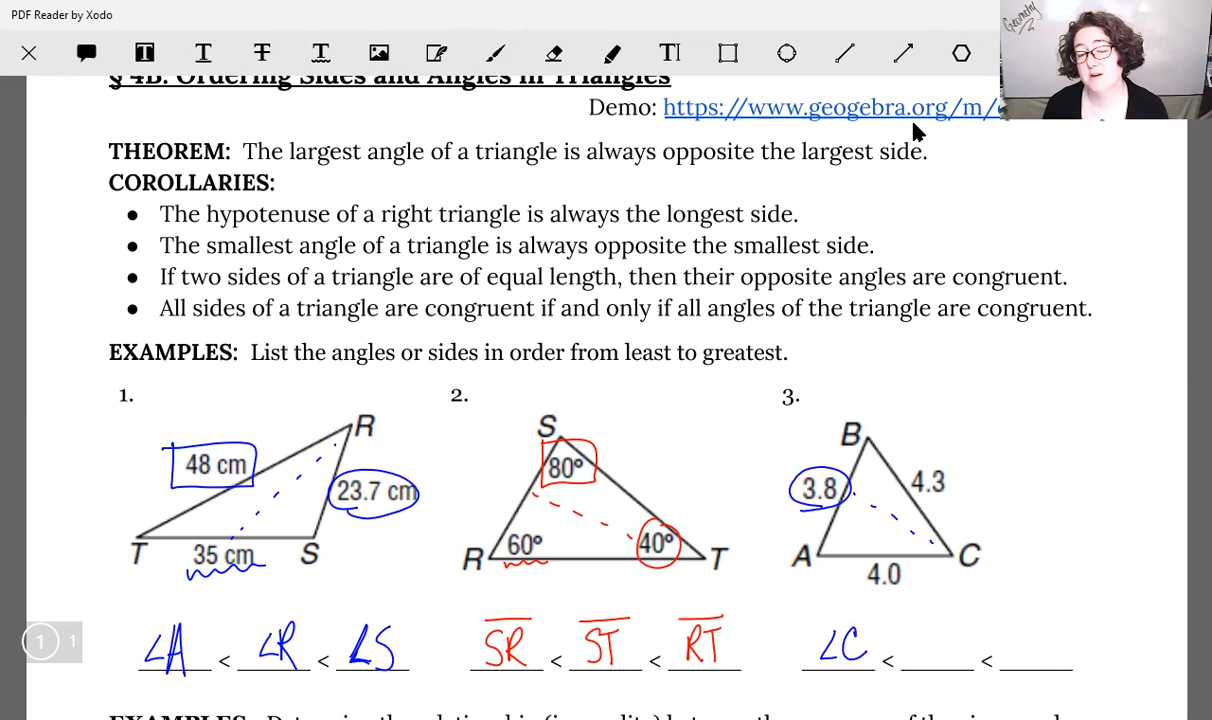 PDF Reader by Xodo
Geometry
§ 4B: Ordering Sides and Angles in Triangles
Demo: https://www.geogebra.org/m/
THEOREM: The largest angle of a triangle is always opposite the largest side.
COROLLARIES:
● The hypotenuse of a right triangle is always the longest side.
● The smallest angle of a triangle is always opposite the smallest side.
● If two sides of a triangle are of equal length, then their opposite angles are congruent.
● All sides of a triangle are congruent if and only if all angles of the triangle are congruent.
EXAMPLES: List the angles or sides in order from least to greatest.
1. 2. 3.
R
48 cm
23.7 cm
T 35 cm S
S
80°
R 60° 40° T
B
3.8 4.3
A C
4.0
1 1
∠A < ∠R < ∠S
SR < ST < RT
∠C < <